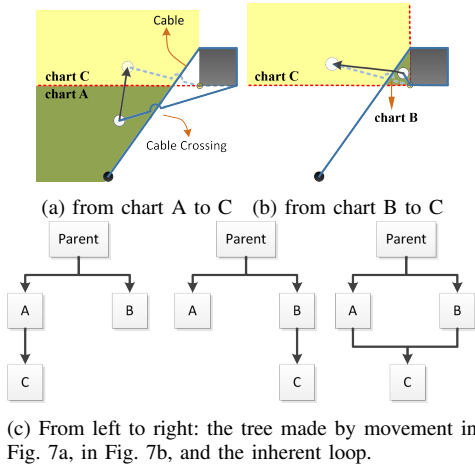 Cable
chart C
chart A
Cable Crossing
chart C
chart B
(a) from chart A to C
(b) from chart B to C
Parent
Parent
Parent
A
B
A
B
A
B
C
C
C
(c) From left to right: the tree made by movement in
Fig. 7a, in Fig. 7b, and the inherent loop.